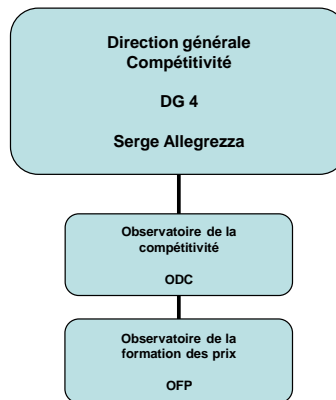 Direction générale
Compétitivité
DG 4
Serge Allegrezza
Observatoire de la
compétitivité
ODC
Observatoire de la
formation des prix
OFP